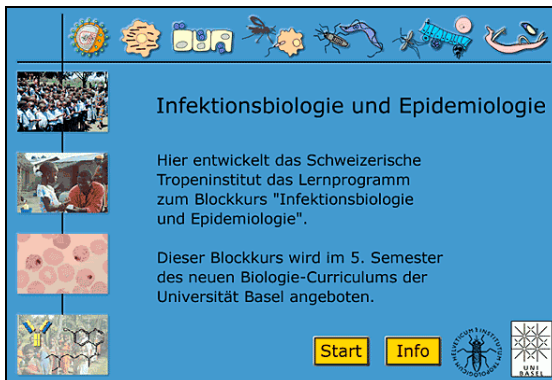 Infektionsbiologie und Epidemiologie
Hier entwickelt das Schweizerische
Tropeninstitut das Lernprogramm
zum Blockkurs "Infektionsbiologie
und Epidemiologie".
Dieser Blockkurs wird im 5. Semester
des neuen Biologie-Curriculums der
Universität Basel angeboten.
Start
Info
UNI
BASEL